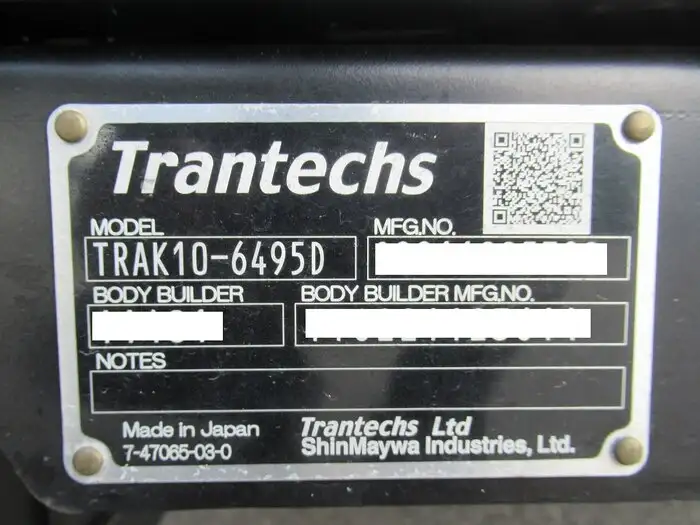 Trantechs
MODEL
MFG.NO.
TRAK10-6495D
BODY BUILDER
BODY BUILDER MFG.NO.
NOTES
Made in Japan
Trantechs Ltd
7-47065-03-0
ShinMaywa Industries, Ltd.